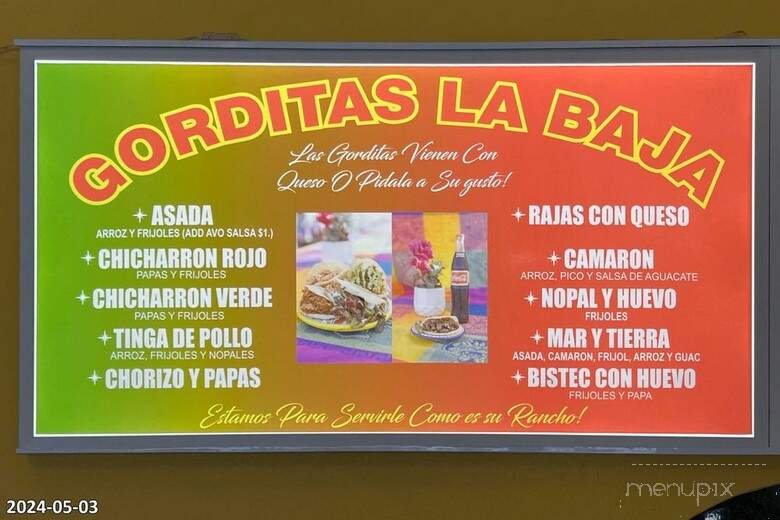 GORDITAS LA BAJA
Las Gorditas Vienen Con
Queso O Pidala a Su gusto!
ASADA
ARROZ Y FRIJOLES (ADD AVO SALSA $1.)
CHICHARRON ROJO
PAPAS Y FRIJOLES
CHICHARRON VERDE
PAPAS Y FRIJOLES
TINGA DE POLLO
ARROZ, FRIJOLES Y NOPALES
CHORIZO Y PAPAS
RAJAS CON QUESO
CAMARON
ARROZ, PICO Y SALSA DE AGUACATE
NOPAL Y HUEVO
FRIJOLES
MAR Y TIERRA
ASADA, CAMARON, FRIJOL, ARROZ Y GUAC
BISTEC CON HUEVO
FRIJOLES Y PAPA
Estamos Para Servirle Como es su Rancho!
menupix
2024-05-03